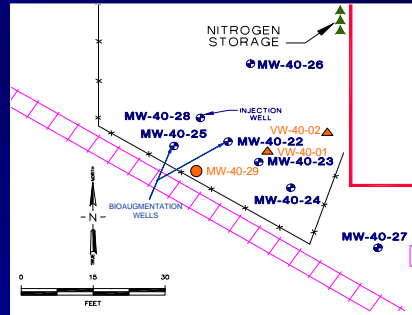 NITROGEN
STORAGE
MW-40-26
MW-40-28
INJECTION
WELL
MW-40-25
MW-40-22
VW-40-02
VW-40-01
MW-40-23
MW-40-29
MW-40-24
BIOAUGMENTATION
WELLS
N
MW-40-27
0 15 30
FEET